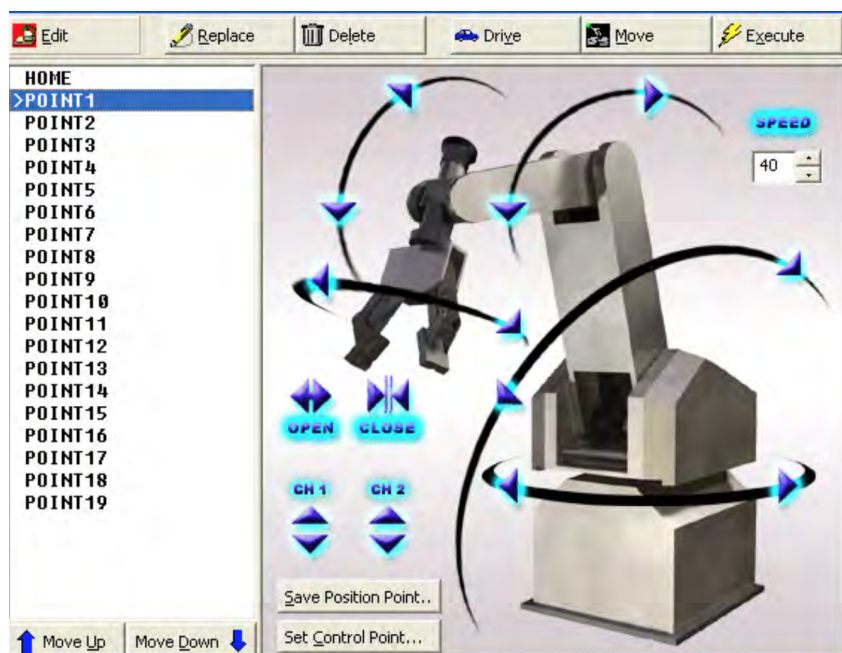 Edit Replace Delete Drive Move Execute
HOME
>POINT1
POINT2
POINT3
POINT4
POINT5
POINT6
POINT7
POINT8
POINT9
POINT10
POINT11
POINT12
POINT13
POINT14
POINT15
POINT16
POINT17
POINT18
POINT19
Move Up Move Down
SPEED
40
OPEN CLOSE
CH 1 CH 2
Save Position Point..
Set Control Point...